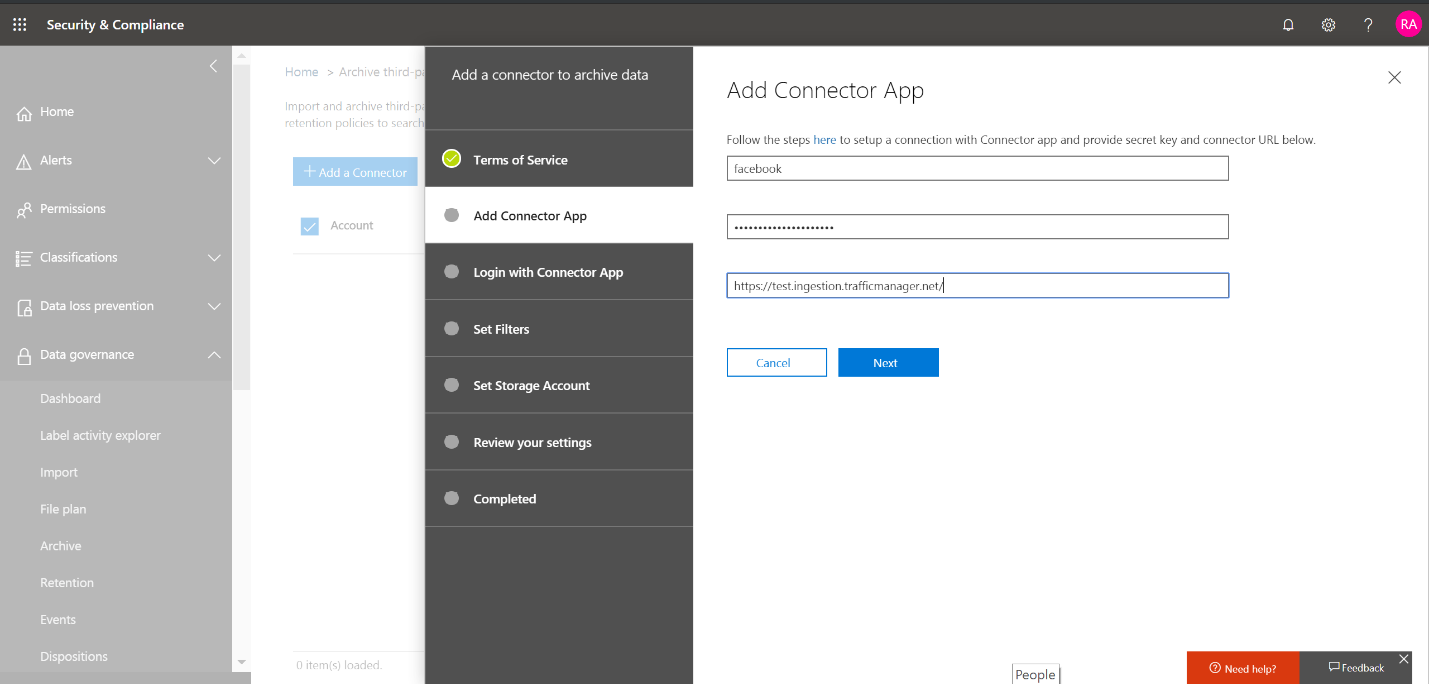 Security & Compliance
RA
Home
Alerts
Permissions
Classifications
Data loss prevention
Data governance
Dashboard
Label activity explorer
Import
File plan
Archive
Retention
Events
Dispositions
Home > Archive third-pa
Import and archive third-pa
retention policies to search
+ Add a Connector
Account
0 item(s) loaded.
Add a connector to archive data
Terms of Service
Add Connector App
Login with Connector App
Set Filters
Set Storage Account
Review your settings
Completed
Add Connector App
Follow the steps here to setup a connection with Connector app and provide secret key and connector URL below.
facebook
•••••••••••••••••••••
https://test.ingestion.trafficmanager.net/
Cancel
Next
People
Need help?
Feedback